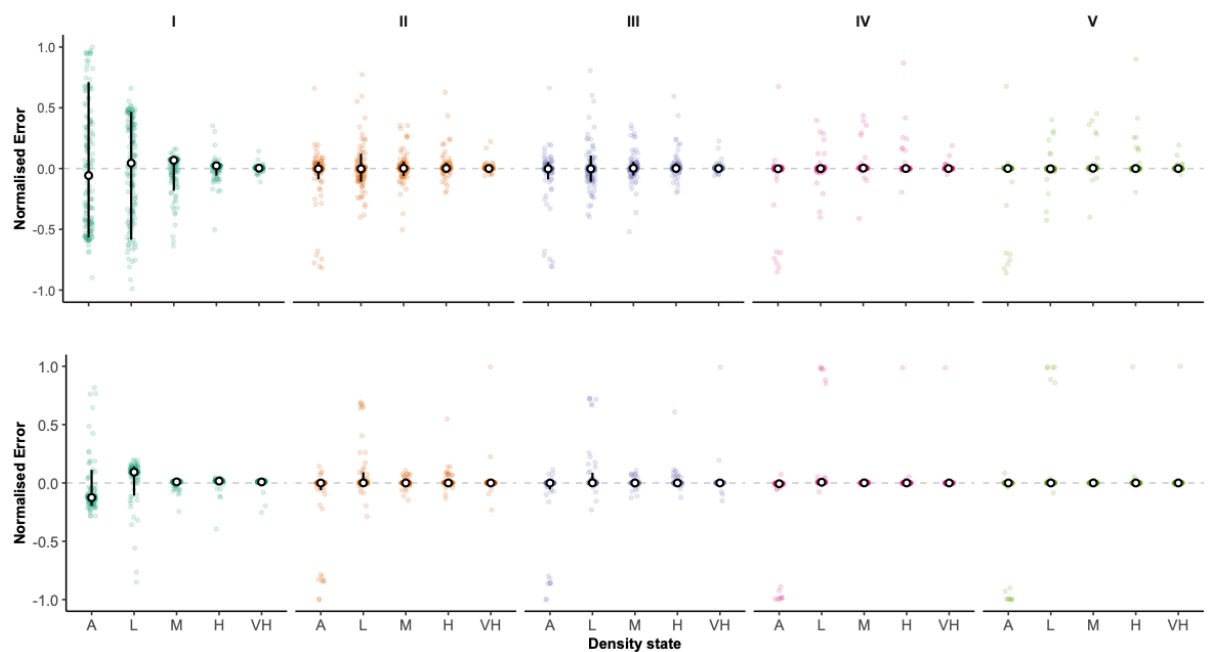 I II III IV V
Normalised Error
1.0
0.5
0.0
-0.5
-1.0
Normalised Error
1.0
0.5
0.0
-0.5
-1.0
A L M H VH A L M H VH A L M H VH A L M H VH A L M H VH
Density state